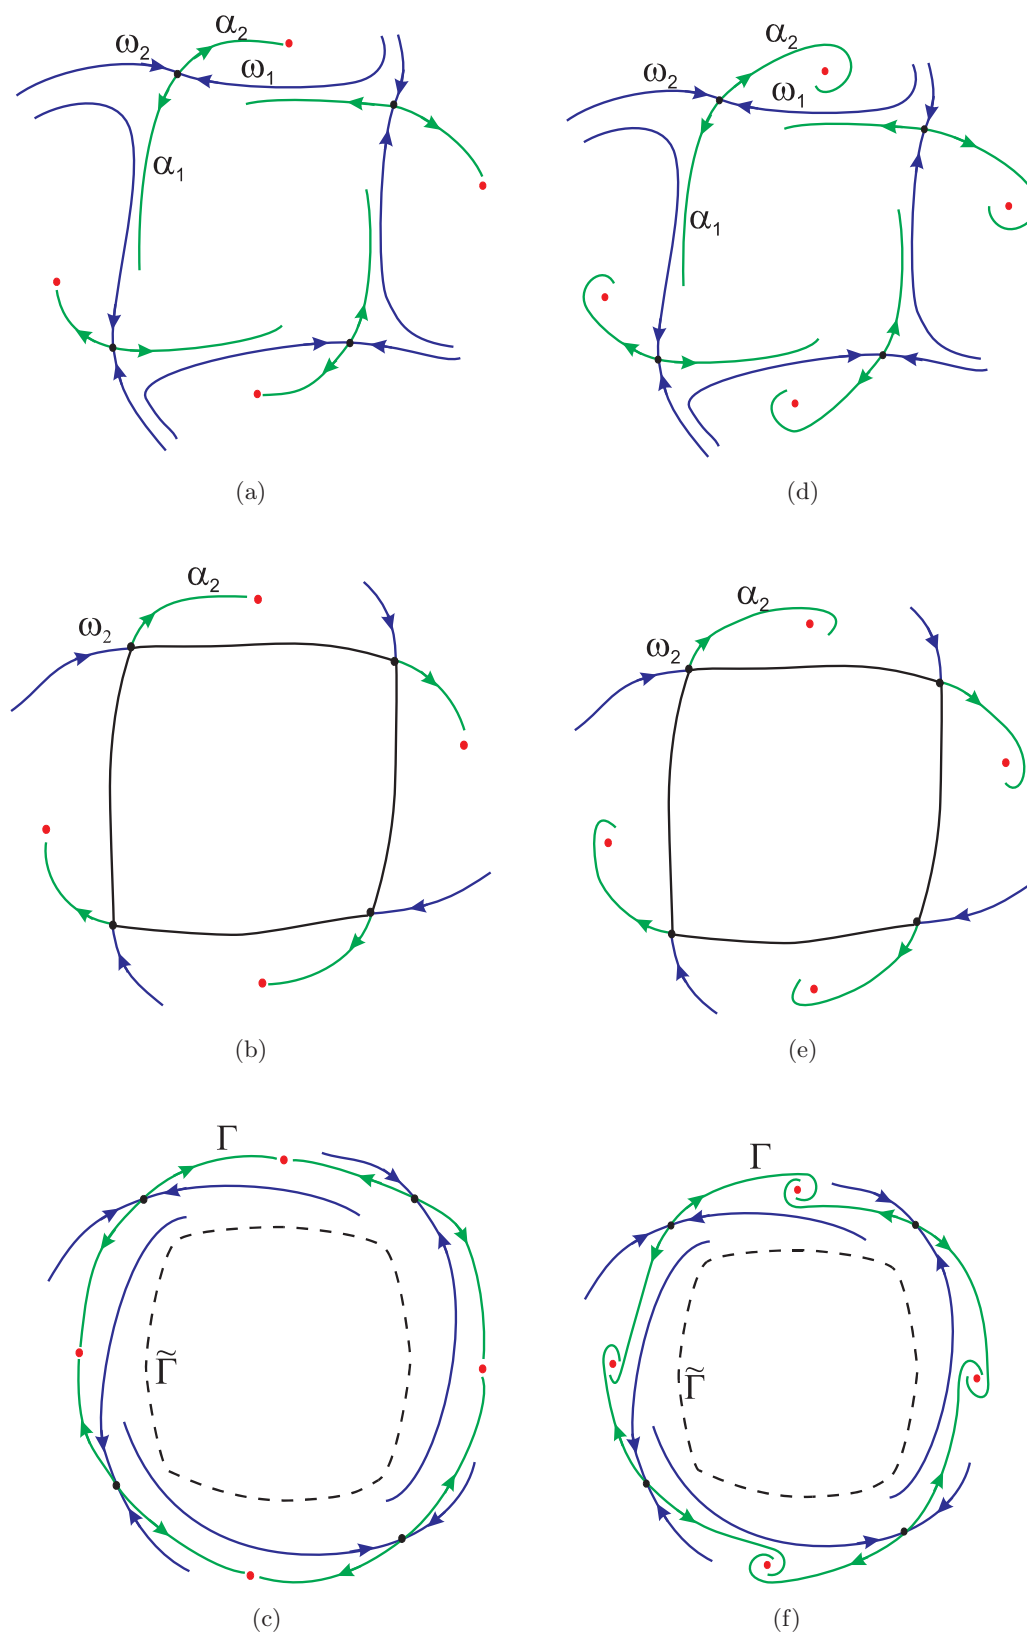 α₂ α₂
ω₂ ω₁ ω₂ ω₁
α₁ α₁
(a) (d)
α₂ α₂
ω₂ ω₂
(b) (e)
Γ Γ
Γ̃ Γ̃
(c) (f)